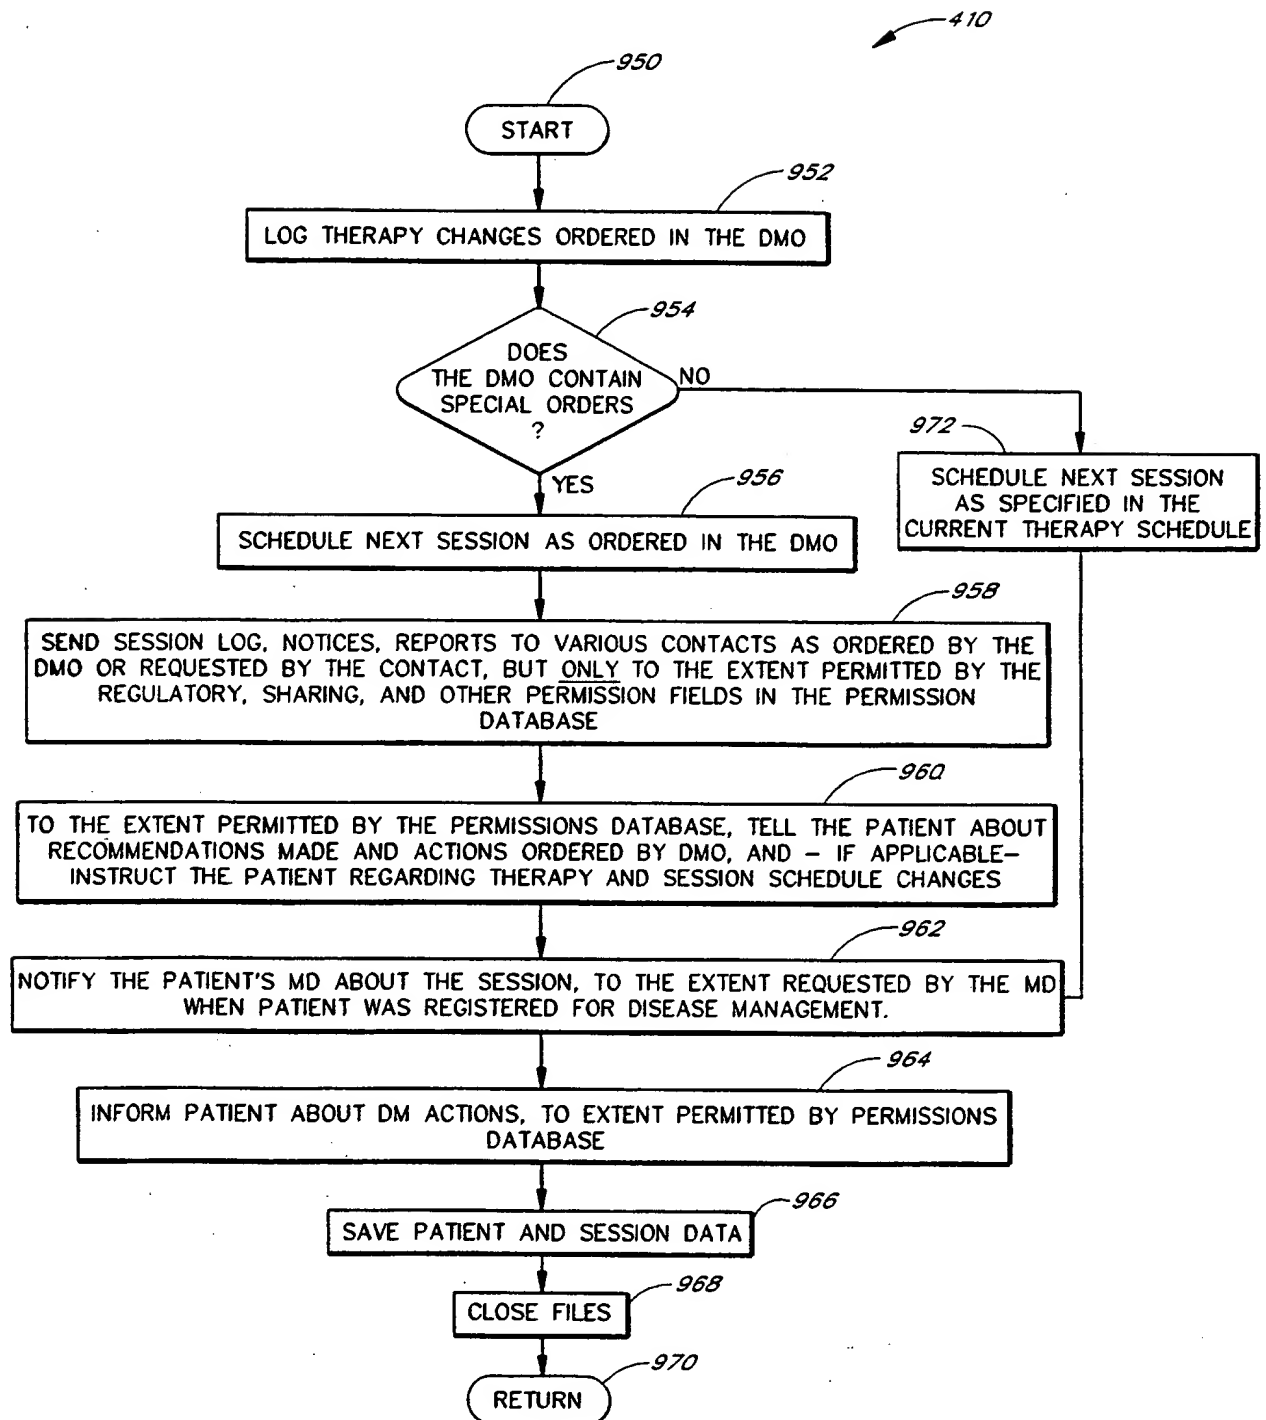 410
950
START
952
LOG THERAPY CHANGES ORDERED IN THE DMO
954
DOES
THE DMO CONTAIN
SPECIAL ORDERS
?
NO
YES
972
SCHEDULE NEXT SESSION
AS SPECIFIED IN THE
CURRENT THERAPY SCHEDULE
956
SCHEDULE NEXT SESSION AS ORDERED IN THE DMO
958
SEND SESSION LOG, NOTICES, REPORTS TO VARIOUS CONTACTS AS ORDERED BY THE
DMO OR REQUESTED BY THE CONTACT, BUT ONLY TO THE EXTENT PERMITTED BY THE
REGULATORY, SHARING, AND OTHER PERMISSION FIELDS IN THE PERMISSION
DATABASE
960
TO THE EXTENT PERMITTED BY THE PERMISSIONS DATABASE, TELL THE PATIENT ABOUT
RECOMMENDATIONS MADE AND ACTIONS ORDERED BY DMO, AND – IF APPLICABLE–
INSTRUCT THE PATIENT REGARDING THERAPY AND SESSION SCHEDULE CHANGES
962
NOTIFY THE PATIENT'S MD ABOUT THE SESSION, TO THE EXTENT REQUESTED BY THE MD
WHEN PATIENT WAS REGISTERED FOR DISEASE MANAGEMENT.
964
INFORM PATIENT ABOUT DM ACTIONS, TO EXTENT PERMITTED BY PERMISSIONS
DATABASE
966
SAVE PATIENT AND SESSION DATA
968
CLOSE FILES
970
RETURN